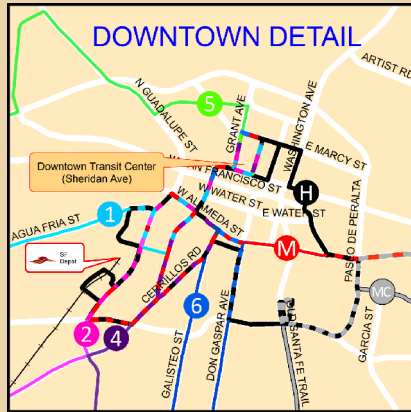 DOWNTOWN DETAIL
ARTIST RD
N GUADALUPE ST
5
GRANT AVE
WASHINGTON AVE
E MARCY ST
Downtown Transit Center
(Sheridan Ave)
FRANCISCO ST
W WATER ST
E WATER ST
H
PASEO DE PERALTA
1
AGUA FRIA ST
W ALAMEDA ST
M
SF
Depot
CERRILLOS RD
MC
6
2
4
GALISTEO ST
DON GASPAR AVE
OLD SANTA FE TRAIL
GARCIA ST